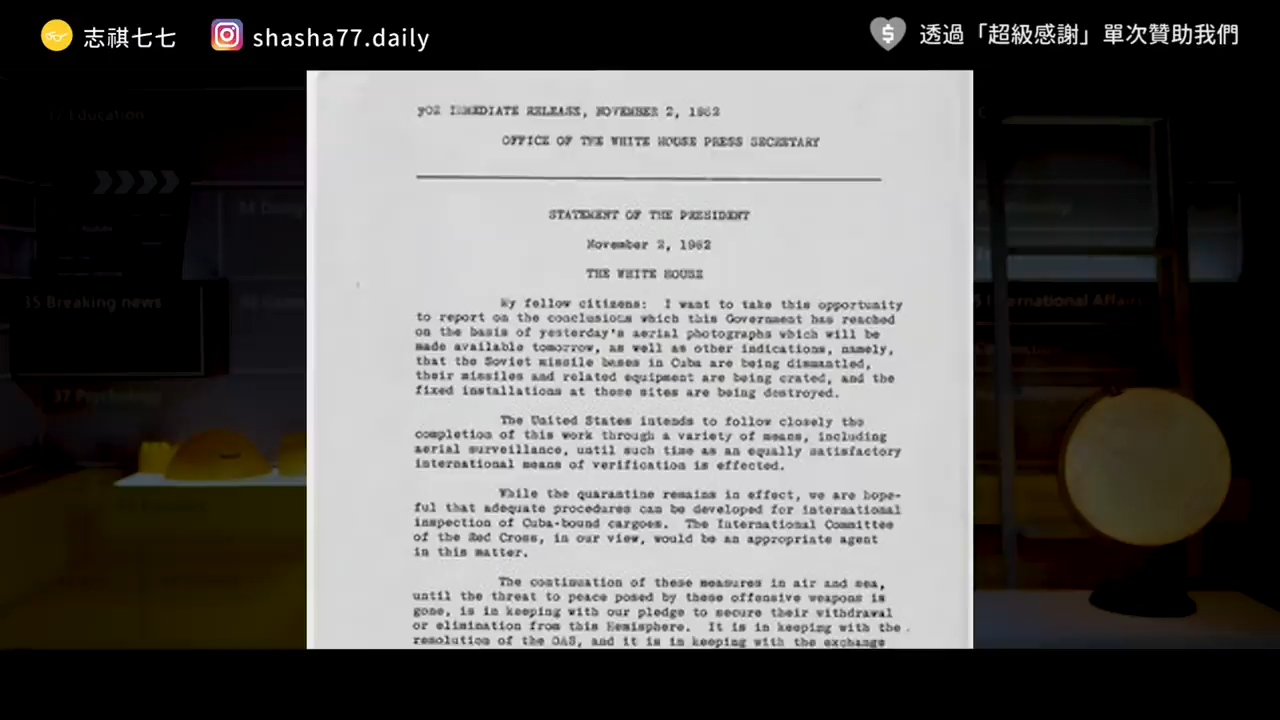 志祺七七 shasha77.daily 透過「超級感謝」單次贊助我們
FOR IMMEDIATE RELEASE, NOVEMBER 2, 1962
OFFICE OF THE WHITE HOUSE PRESS SECRETARY
STATEMENT OF THE PRESIDENT
November 2, 1962
THE WHITE HOUSE
My fellow citizens: I want to take this opportunity
to report on the conclusions which this Government has reached
on the basis of yesterday's aerial photographs which will be
made available tomorrow, as well as other indications, namely,
that the Soviet missile bases in Cuba are being dismantled,
their missiles and related equipment are being crated, and the
fixed installations at these sites are being destroyed.
The United States intends to follow closely the
completion of this work through a variety of means, including
aerial surveillance, until such time as an equally satisfactory
international means of verification is effected.
While the quarantine remains in effect, we are hope-
ful that adequate procedures can be developed for international
inspection of Cuba-bound cargoes. The International Committee
of the Red Cross, in our view, would be an appropriate agent
in this matter.
The continuation of these measures in air and sea,
until the threat to peace posed by these offensive weapons is
gone, is in keeping with our pledge to secure their withdrawal
or elimination from this Hemisphere. It is in keeping with the
resolution of the OAS, and it is in keeping with the exchange
17 Education
35 Breaking news
37 Psychology
International Affairs